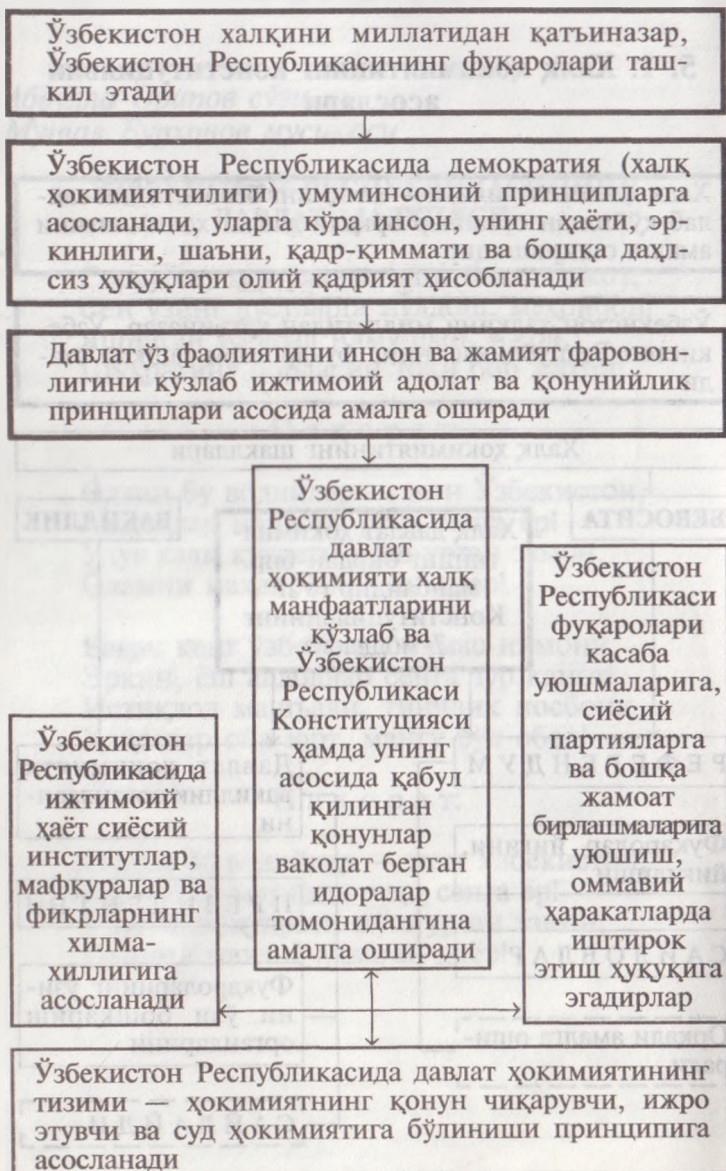 Ўзбекистон халқини миллатидан қатъиназар,
Ўзбекистон Республикасининг фуқаролари таш-
кил этади
Ўзбекистон Республикасида демократия (халқ
ҳокимиятчилиги) умуминсоний принципларга
асосланади, уларга кўра инсон, унинг ҳаёти, эр-
кинлиги, шаъни, қадр-қиммати ва бошқа дахл-
сиз ҳуқуқлари олий қадрият ҳисобланади
Давлат ўз фаолиятини инсон ва жамият фаровон-
лигини кўзлаб ижтимоий адолат ва қонунийлик
принциплари асосида амалга оширади
Ўзбекистон
Республикасида
ижтимоий
ҳаёт сиёсий
институтлар,
мафкуралар ва
фикрларнинг
хилма-
хиллигига
асосланади
Ўзбекистон
Республикасида
давлат
ҳокимияти халқ
манфаатларини
кўзлаб ва
Ўзбекистон
Республикаси
Конституцияси
ҳамда унинг
асосида қабул
қилинган
қонунлар
ваколат берган
идоралар
томонидангина
амалга оширади
Ўзбекистон
Республикаси
фуқаролари
касаба
уюшмаларига,
сиёсий
партияларга
ва бошқа
жамоат
бирлашмаларига
уюшиш,
оммавий
ҳаракатларда
иштирок
этиш ҳуқуқига
эгадирлар
Ўзбекистон Республикасида давлат ҳокимиятининг
тизими — ҳокимиятнинг қонун чиқарувчи, ижро
этувчи ва суд ҳокимиятига бўлиниши принципига
асосланади